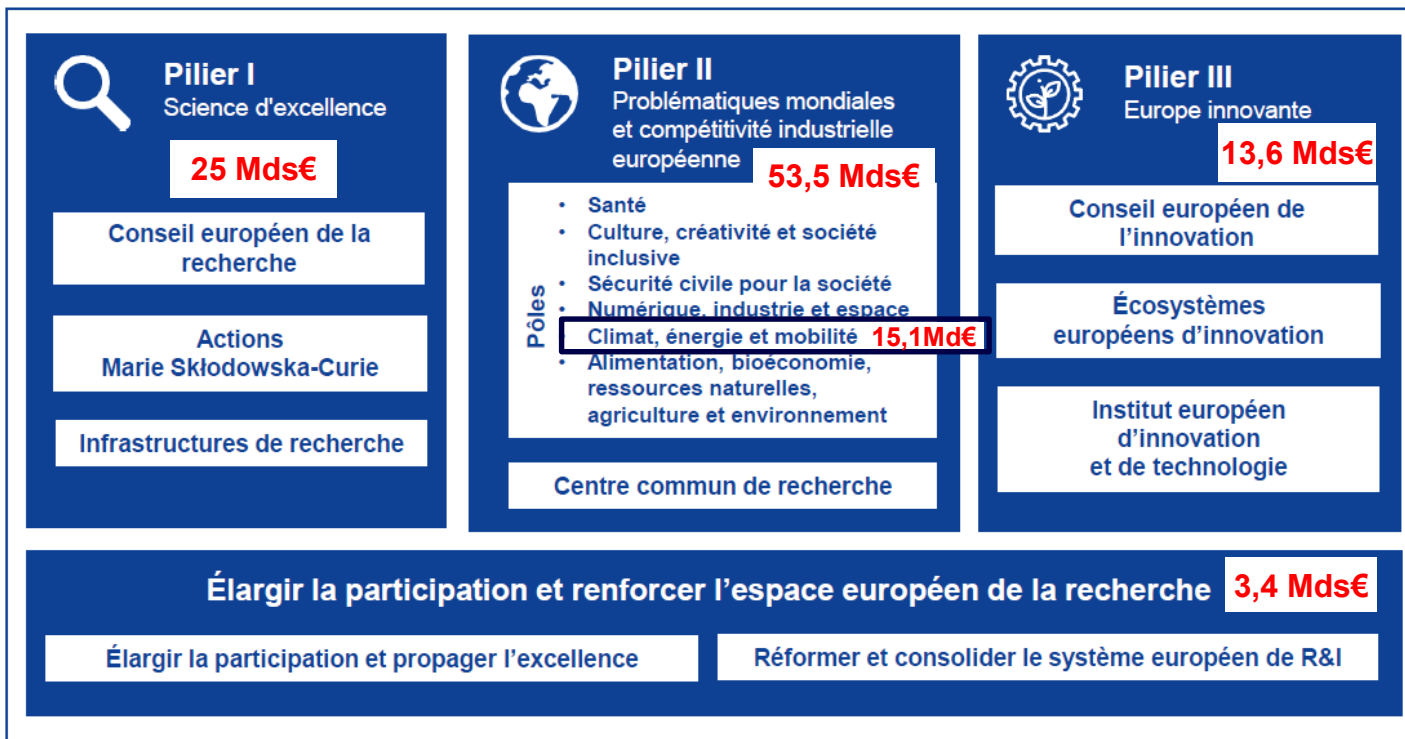 Pilier I
Science d'excellence
25 Mds€
Conseil européen de la
recherche
Actions
Marie Skłodowska-Curie
Infrastructures de recherche
Pilier II
Problématiques mondiales
et compétitivité industrielle
européenne
53,5 Mds€
Pôles
• Santé
• Culture, créativité et société
inclusive
• Sécurité civile pour la société
• Numérique, industrie et espace
• Climat, énergie et mobilité 15,1Md€
• Alimentation, bioéconomie,
ressources naturelles,
agriculture et environnement
Centre commun de recherche
Pilier III
Europe innovante
13,6 Mds€
Conseil européen de
l'innovation
Écosystèmes
européens d'innovation
Institut européen
d'innovation
et de technologie
Élargir la participation et renforcer l'espace européen de la recherche 3,4 Mds€
Élargir la participation et propager l'excellence
Réformer et consolider le système européen de R&I